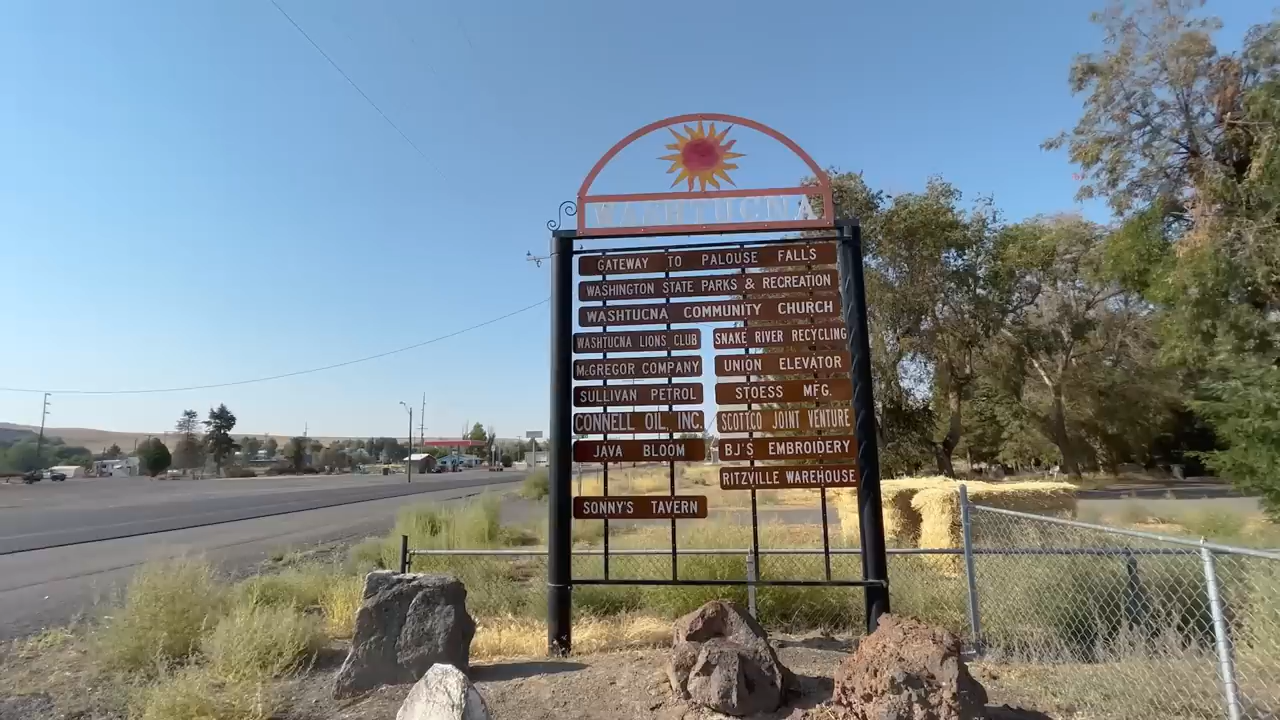 WASHTUCNA
GATEWAY TO PALOUSE FALLS
WASHINGTON STATE PARKS & RECREATION
WASHTUCNA COMMUNITY CHURCH
WASHTUCNA LIONS CLUB
SNAKE RIVER RECYCLING
McGREGOR COMPANY
UNION ELEVATOR
SULLIVAN PETROL
STOESS MFG.
CONNELL OIL, INC.
SCOTICO JOINT VENTURE
JAVA BLOOM
BJ'S EMBROIDERY
RITZVILLE WAREHOUSE
SONNY'S TAVERN